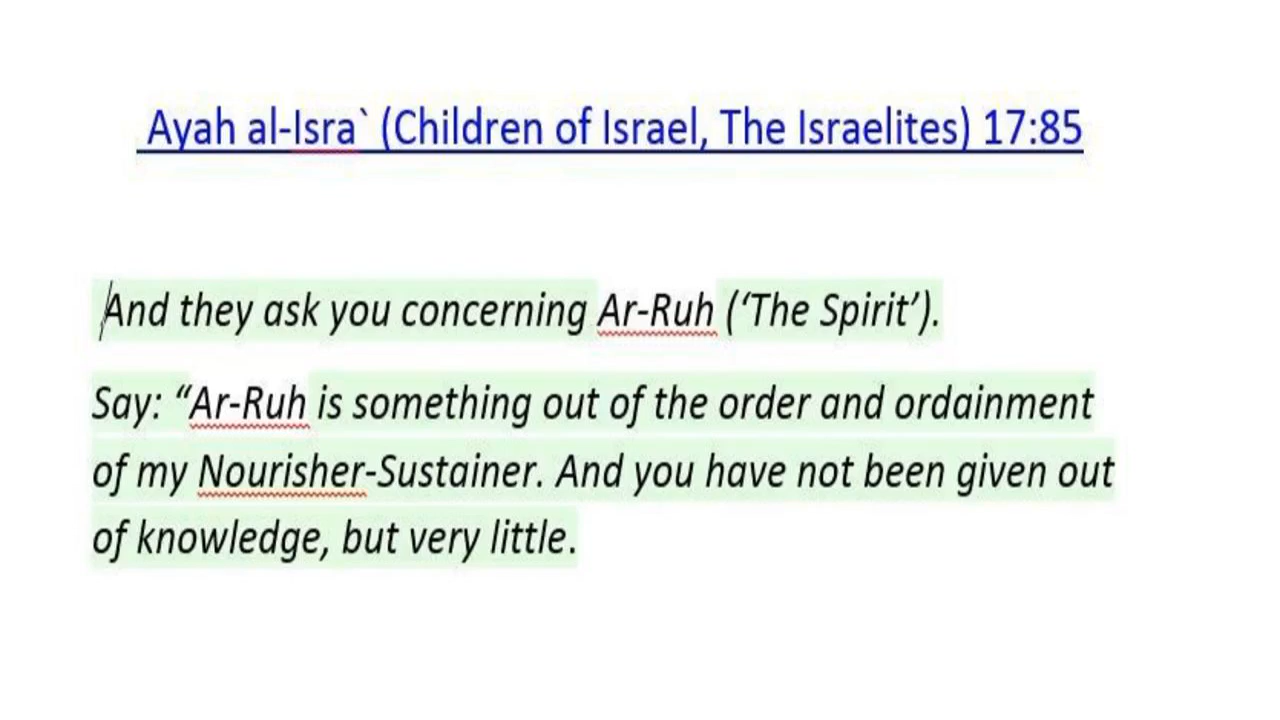 Ayah al-Isra` (Children of Israel, The Israelites) 17:85
And they ask you concerning Ar-Ruh (‘The Spirit’).
Say: “Ar-Ruh is something out of the order and ordainment
of my Nourisher-Sustainer. And you have not been given out
of knowledge, but very little.